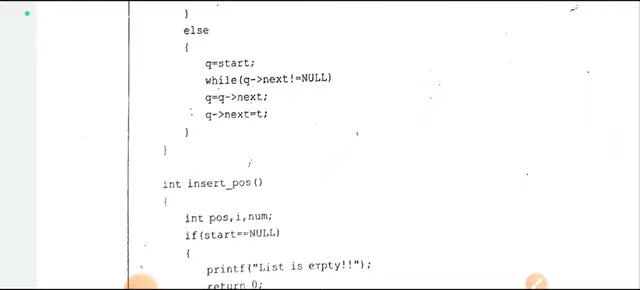 }
else
{
q=start;
while(q->next!=NULL)
q=q->next;
q->next=t;
}
}
int insert_pos()
{
int pos,i,num;
if(start==NULL)
{
printf("List is empty!!");
return 0;